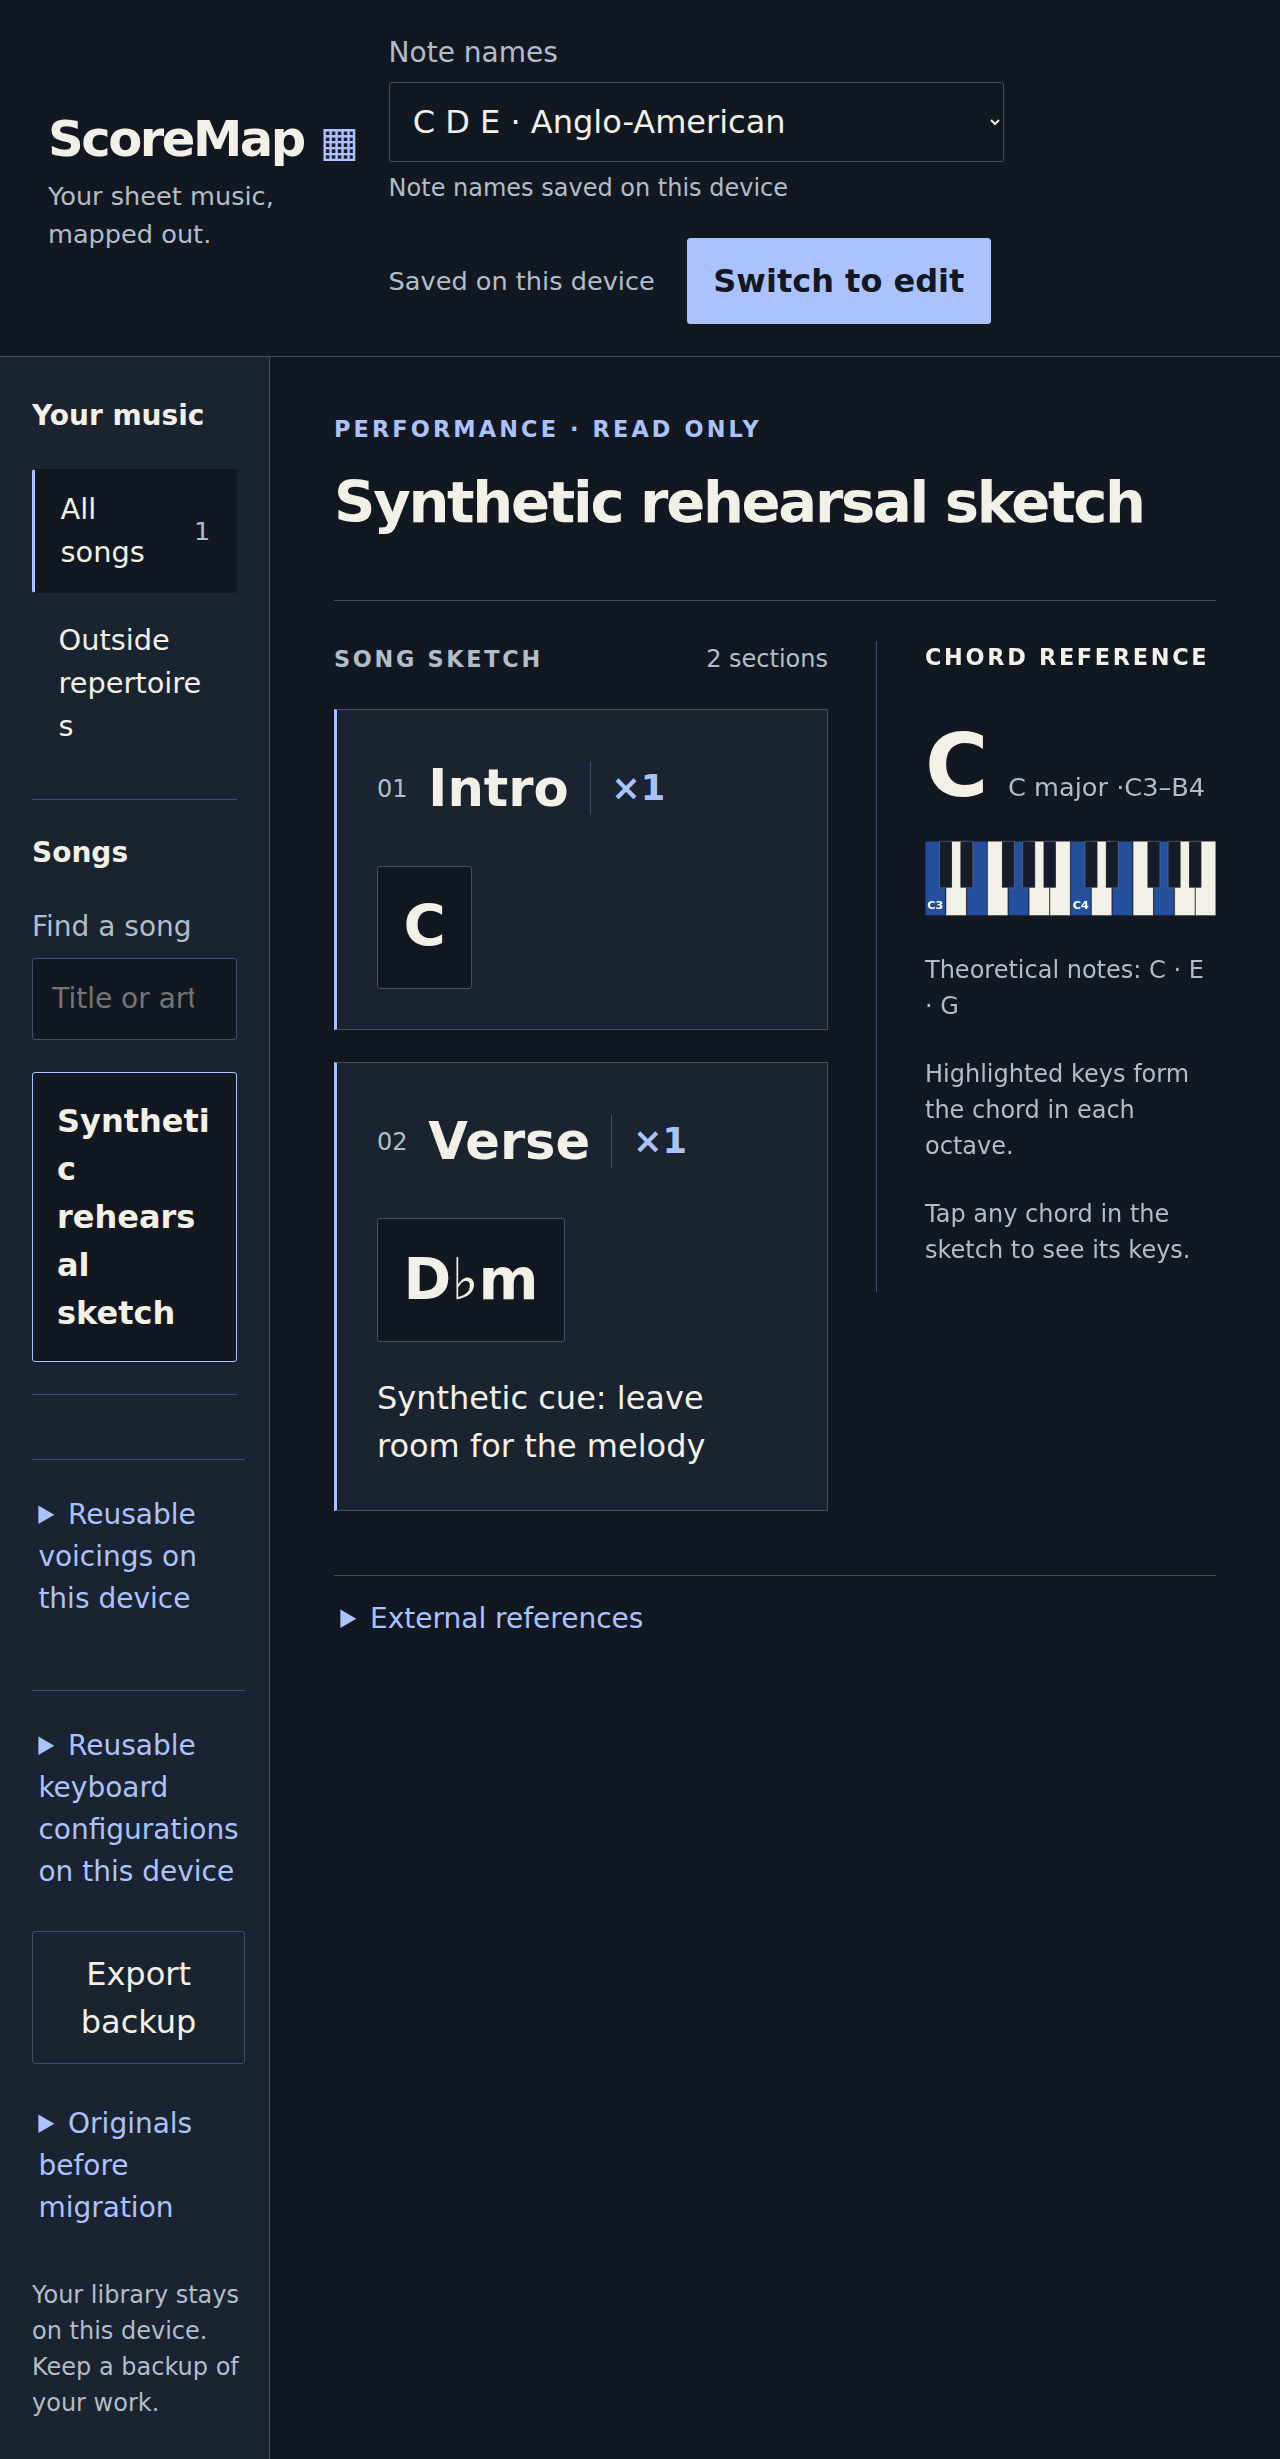 Note names
C D E · Anglo-American
Note names saved on this device
ScoreMap
Your sheet music,
mapped out.
Saved on this device
Switch to edit
Your music
All
songs
1
Outside
repertoire
s
Songs
Find a song
Title or art
Syntheti
c
rehears
al
sketch
Reusable
voicings on
this device
Reusable
keyboard
configurations
on this device
Export
backup
Originals
before
migration
Your library stays
on this device.
Keep a backup of
your work.
PERFORMANCE · READ ONLY
Synthetic rehearsal sketch
SONG SKETCH
2 sections
01 Intro ×1
C
02 Verse ×1
D♭m
Synthetic cue: leave
room for the melody
CHORD REFERENCE
C C major ·C3–B4
C3 C4
Theoretical notes: C · E
· G
Highlighted keys form
the chord in each
octave.
Tap any chord in the
sketch to see its keys.
External references